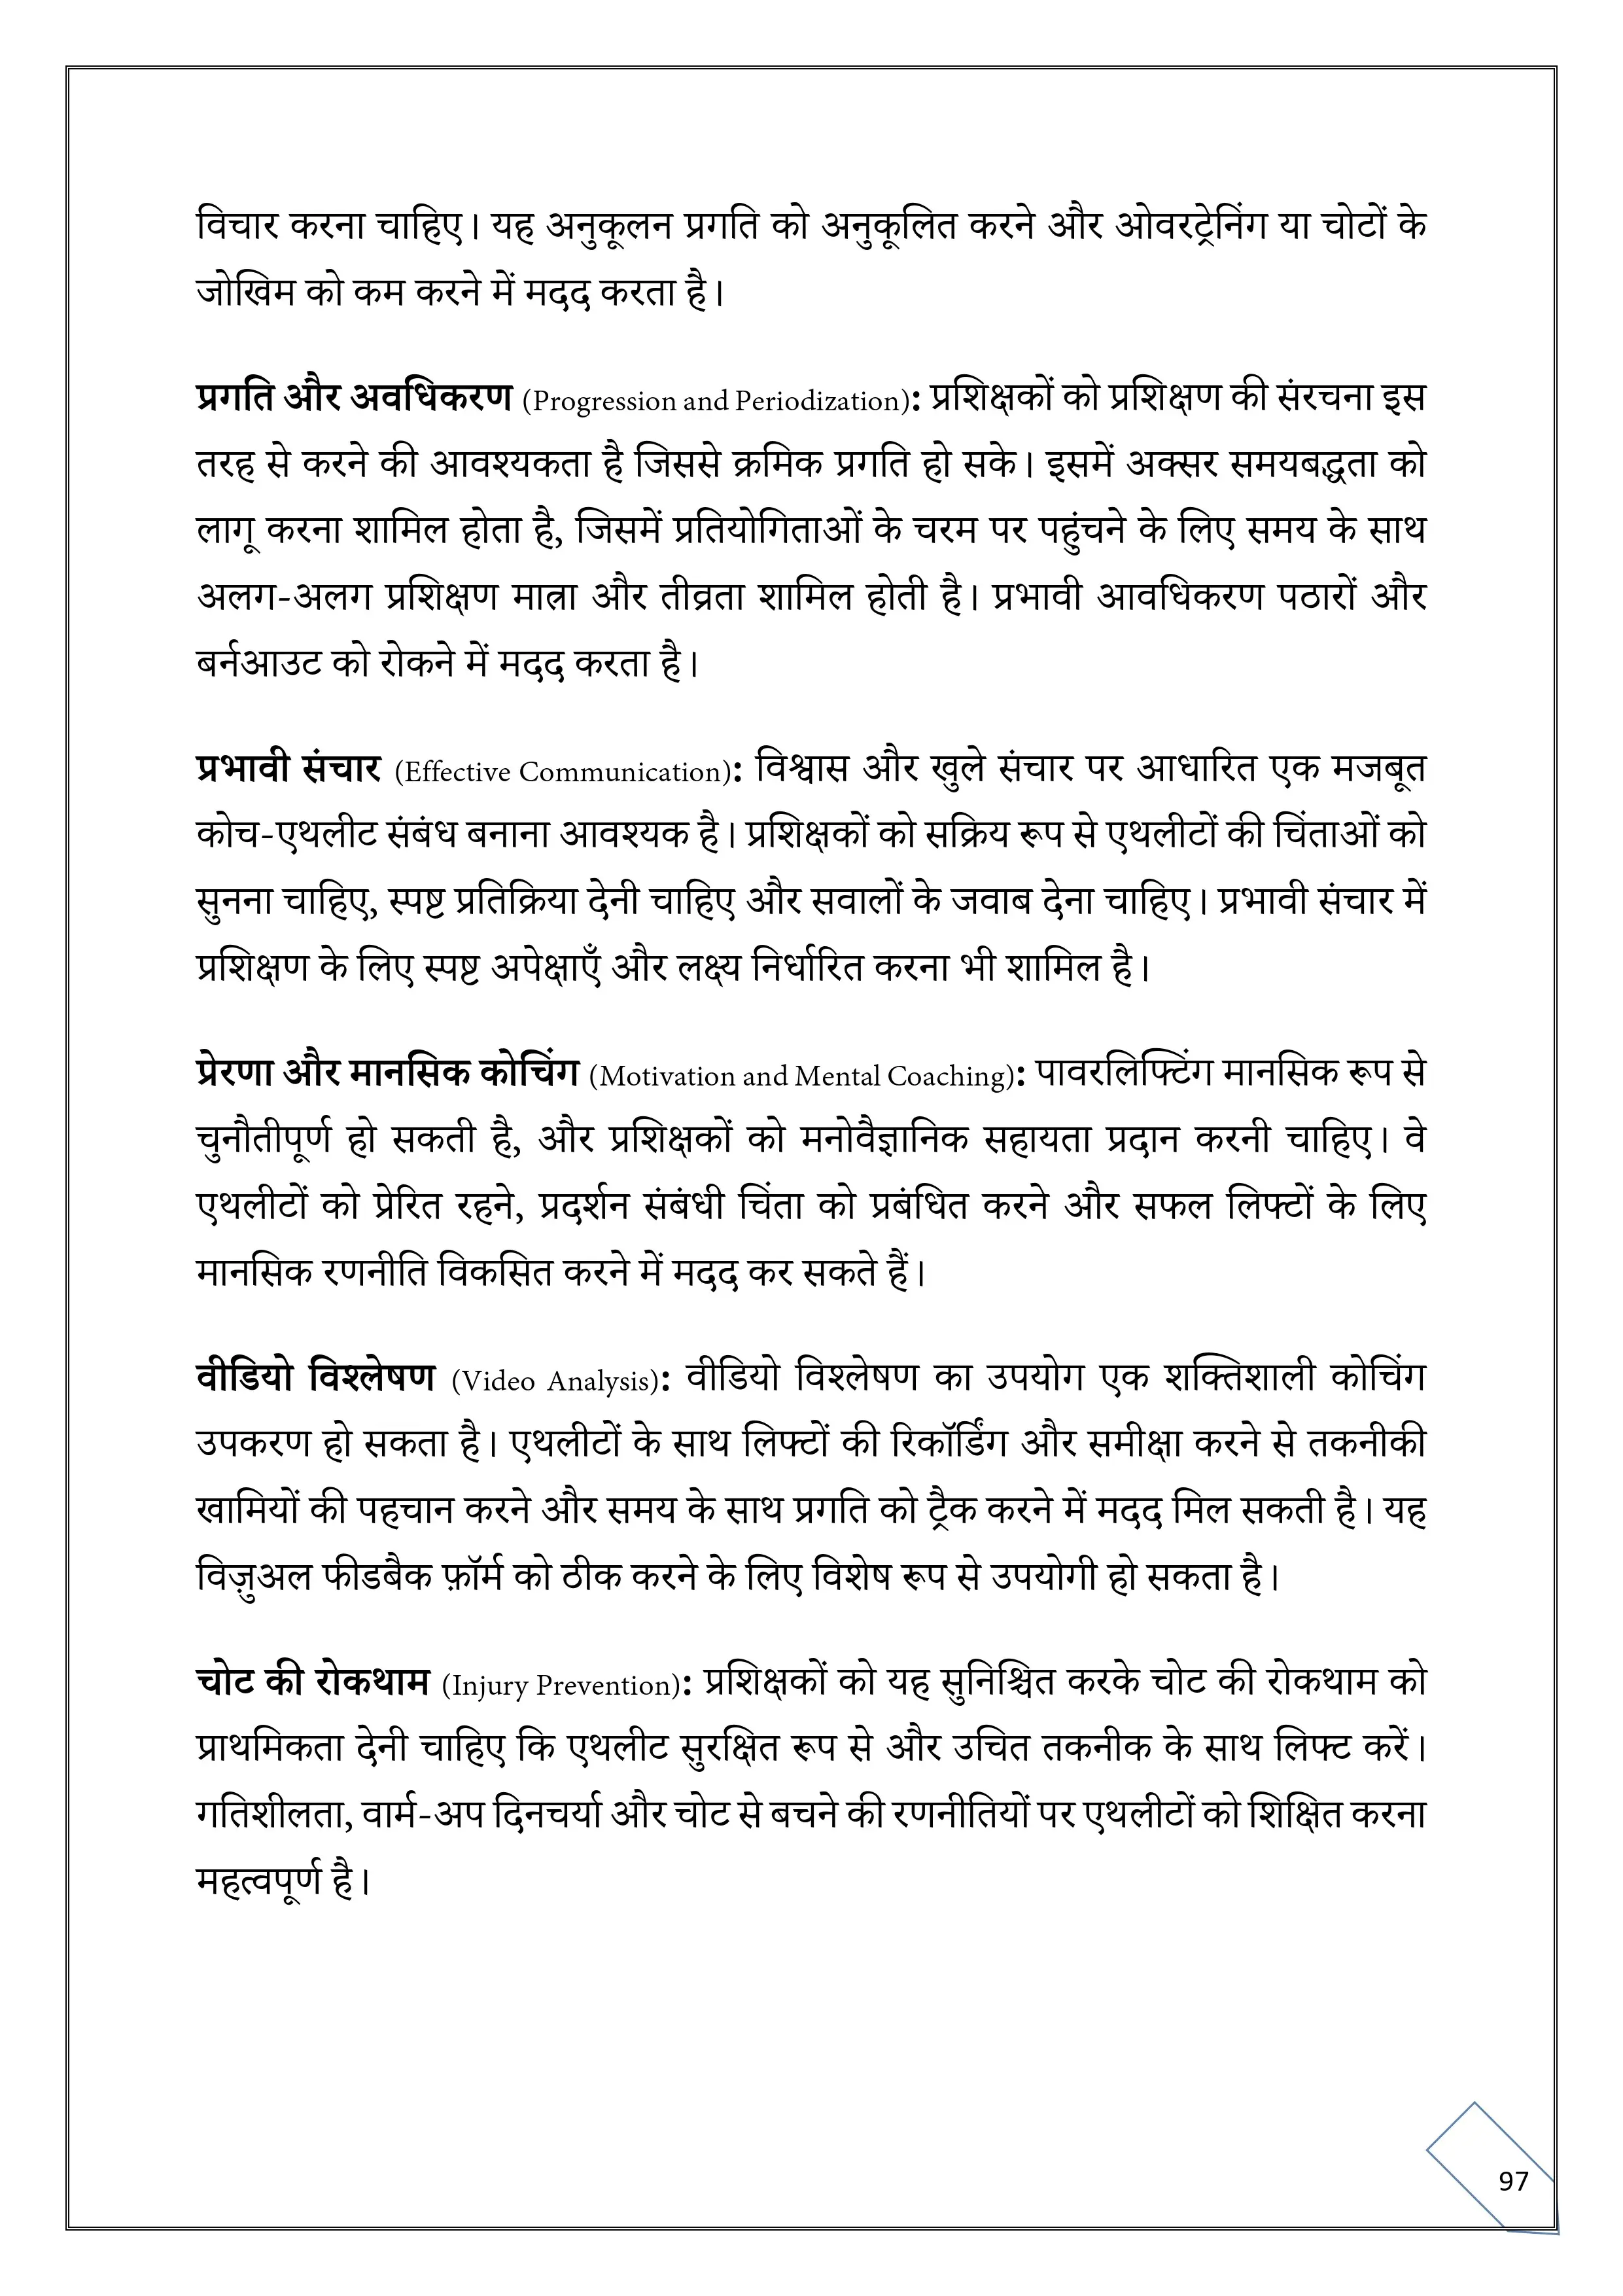 विचार करना चाहिए। यह अनुकूलन प्रगति को अनुकूलित करने और ओवरट्रेनिंग या चोटों के
जोखिम को कम करने में मदद करता है।
प्रगति और अवधिकरण (Progression and Periodization): प्रशिक्षकों को प्रशिक्षण की संरचना इस
तरह से करने की आवश्यकता है जिससे क्रमिक प्रगति हो सके। इसमें अक्सर समयबद्धता को
लागू करना शामिल होता है, जिसमें प्रतियोगिताओं के चरम पर पहुंचने के लिए समय के साथ
अलग-अलग प्रशिक्षण मात्रा और तीव्रता शामिल होती है। प्रभावी आवधिकरण पठारों और
बर्नआउट को रोकने में मदद करता है।
प्रभावी संचार (Effective Communication): विश्वास और खुले संचार पर आधारित एक मजबूत
कोच-एथलीट संबंध बनाना आवश्यक है। प्रशिक्षकों को सक्रिय रूप से एथलीटों की चिंताओं को
सुनना चाहिए, स्पष्ट प्रतिक्रिया देनी चाहिए और सवालों के जवाब देना चाहिए। प्रभावी संचार में
प्रशिक्षण के लिए स्पष्ट अपेक्षाएँ और लक्ष्य निर्धारित करना भी शामिल है।
प्रेरणा और मानसिक कोचिंग (Motivation and Mental Coaching): पावरलिफ्टिंग मानसिक रूप से
चुनौतीपूर्ण हो सकती है, और प्रशिक्षकों को मनोवैज्ञानिक सहायता प्रदान करनी चाहिए। वे
एथलीटों को प्रेरित रहने, प्रदर्शन संबंधी चिंता को प्रबंधित करने और सफल लिफ्टों के लिए
मानसिक रणनीति विकसित करने में मदद कर सकते हैं।
वीडियो विश्लेषण (Video Analysis): वीडियो विश्लेषण का उपयोग एक शक्तिशाली कोचिंग
उपकरण हो सकता है। एथलीटों के साथ लिफ्टों की रिकॉर्डिंग और समीक्षा करने से तकनीकी
खामियों की पहचान करने और समय के साथ प्रगति को ट्रैक करने में मदद मिल सकती है। यह
विज़ुअल फीडबैक फ़ॉर्म को ठीक करने के लिए विशेष रूप से उपयोगी हो सकता है।
चोट की रोकथाम (Injury Prevention): प्रशिक्षकों को यह सुनिश्चित करके चोट की रोकथाम को
प्राथमिकता देनी चाहिए कि एथलीट सुरक्षित रूप से और उचित तकनीक के साथ लिफ्ट करें।
गतिशीलता, वार्म-अप दिनचर्या और चोट से बचने की रणनीतियों पर एथलीटों को शिक्षित करना
महत्वपूर्ण है।
97